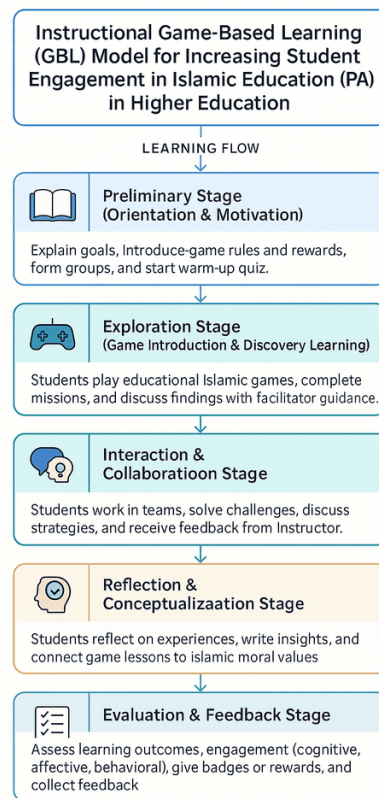 Instructional Game-Based Learning
(GBL) Model for Increasing Student
Engagement in Islamic Education (PA)
in Higher Education
LEARNING FLOW
Preliminary Stage
(Orientation & Motivation)
Explain goals, Introduce-game rules and rewards,
form groups, and start warm-up quiz.
Exploration Stage
(Game Introduction & Discovery Learning)
Students play educational Islamic games, complete
missions, and discuss findings with facilitator guidance.
Interaction &
Collaboratioon Stage
Students work in teams, solve challenges, discuss
strategies, and receive feedback from Instructor.
Reflection &
Conceptualizaation Stage
Students reflect on experiences, write insights, and
connect game lessons to islamic moral values
Evaluation & Feedback Stage
Assess learning outcomes, engagement (cognitive,
affective, behavioral), give badges or rewards, and
collect feedback